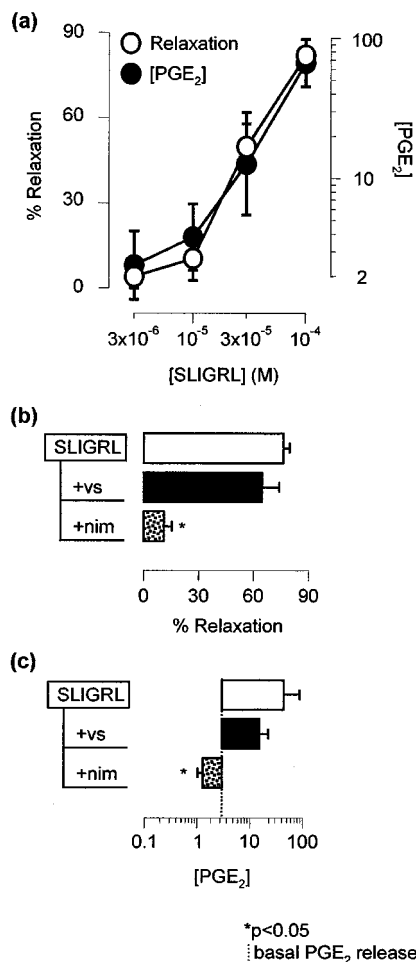 (a)
90
60
30
0
% Relaxation
Relaxation
[PGE₂]
100
10
2
[PGE₂]
3x10⁻⁶ 10⁻⁵ 3x10⁻⁵ 10⁻⁴
[SLIGRL] (M)
(b)
SLIGRL
+vs
+nim
*
0 30 60 90
% Relaxation
(c)
SLIGRL
+vs
+nim
*
0.1 1 10 100
[PGE₂]
*p<0.05
basal PGE₂ release